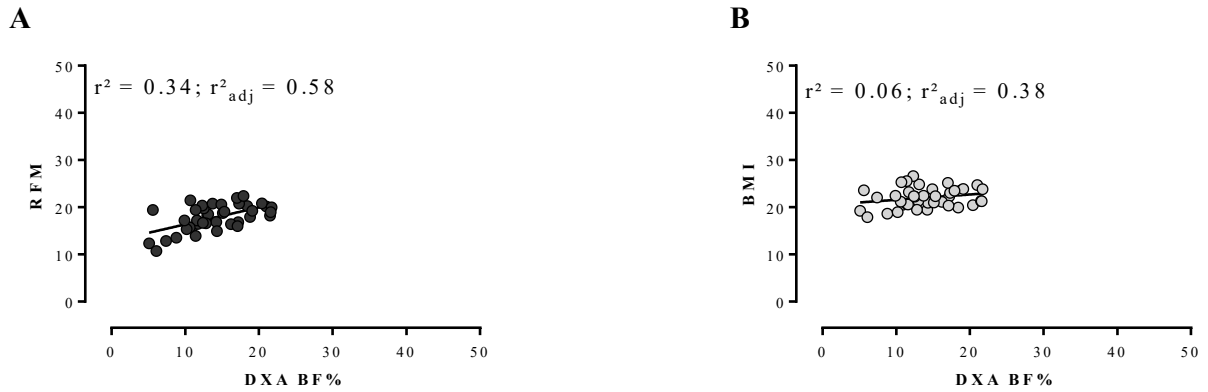 A
B
r² = 0.34; r²adj = 0.58
r² = 0.06; r²adj = 0.38
50
40
30
20
10
0
RFM
0 10 20 30 40 50
DXA BF%
50
40
30
20
10
0
BMI
0 10 20 30 40 50
DXA BF%